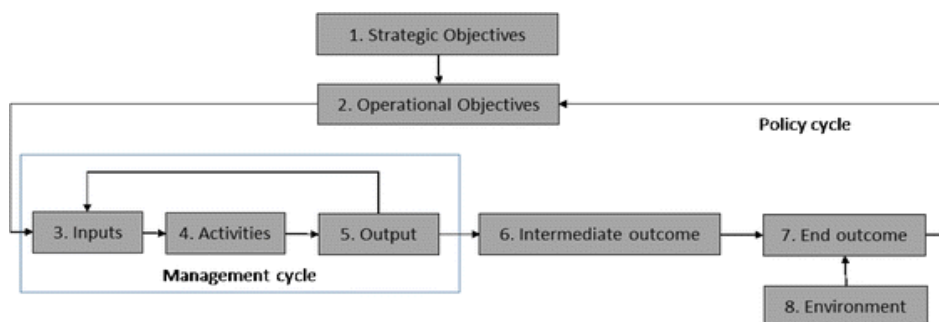 1. Strategic Objectives
2. Operational Objectives
Policy cycle
3. Inputs
4. Activities
5. Output
6. Intermediate outcome
7. End outcome
Management cycle
8. Environment